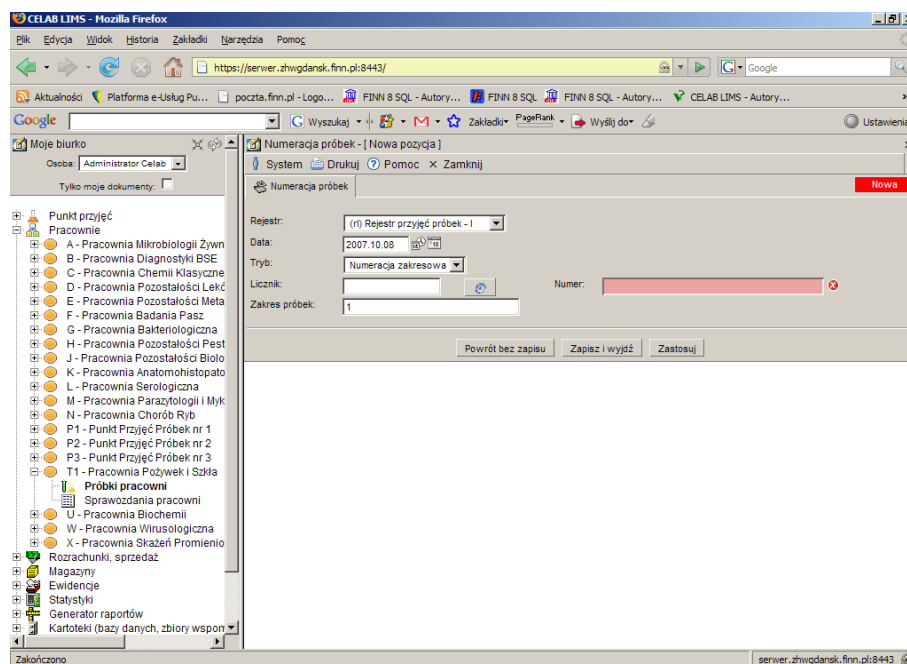 CELAB LIMS - Mozilla Firefox
Plik Edycja Widok Historia Zakładki Narzędzia Pomoc
https://serwer.zhwgdansk.finn.pl:8443/ Google
Aktualności Platforma e-Usług Pu... poczta.finn.pl - Logo... FINN 8 SQL - Autory... FINN 8 SQL FINN 8 SQL - Autory... CELAB LIMS - Autory...
Google Wyszukaj Zakładki PageRank Wyślij do Ustawienia
Moje biurko
Osoba: Administrator Celab
Tylko moje dokumenty:
Punkt przyjęć
Pracownie
A - Pracownia Mikrobiologii Żywn
B - Pracownia Diagnostyki BSE
C - Pracownia Chemii Klasyczne
D - Pracownia Pozostałości Lekó
E - Pracownia Pozostałości Meta
F - Pracownia Badania Pasz
G - Pracownia Bakteriologiczna
H - Pracownia Pozostałości Pest
J - Pracownia Pozostałości Biolo
K - Pracownia Anatomohistopato
L - Pracownia Serologiczna
M - Pracownia Parazytologii i Myk
N - Pracownia Chorób Ryb
P1 - Punkt Przyjęć Próbek nr 1
P2 - Punkt Przyjęć Próbek nr 2
P3 - Punkt Przyjęć Próbek nr 3
T1 - Pracownia Pożywek i Szkła
Próbki pracowni
Sprawozdania pracowni
U - Pracownia Biochemii
W - Pracownia Wirusologiczna
X - Pracownia Skażeń Promienio
Rozrachunki, sprzedaż
Magazyny
Ewidencje
Statystyki
Generator raportów
Kartoteki (bazy danych, zbiory wspom
Numeracja próbek - [ Nowa pozycja ]
System Drukuj Pomoc Zamknij
Numeracja próbek Nowa
Rejestr: (rl) Rejestr przyjęć próbek - l
Data: 2007.10.08
Tryb: Numeracja zakresowa
Licznik: Numer:
Zakres próbek: 1
Powrót bez zapisu Zapisz i wyjdź Zastosuj
Zakończono serwer.zhwgdansk.finn.pl:8443